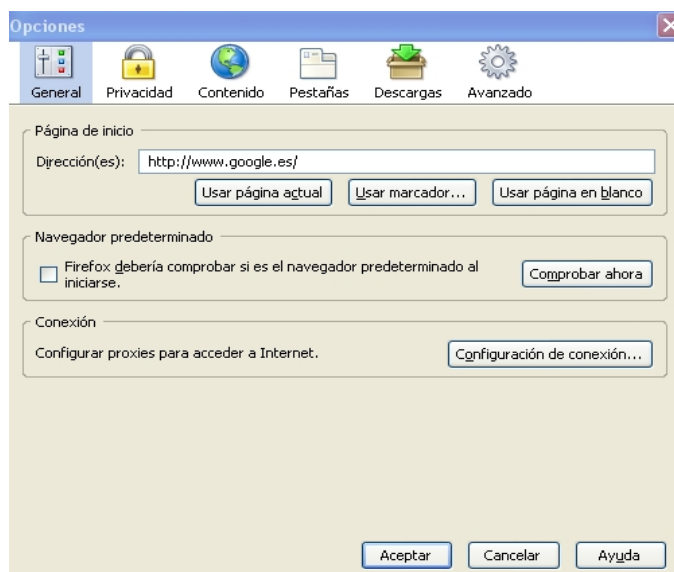 Opciones
General Privacidad Contenido Pestañas Descargas Avanzado
Página de inicio
Dirección(es): http://www.google.es/
Usar página actual Usar marcador... Usar página en blanco
Navegador predeterminado
Firefox debería comprobar si es el navegador predeterminado al
iniciarse.
Comprobar ahora
Conexión
Configurar proxies para acceder a Internet. Configuración de conexión...
Aceptar Cancelar Ayuda